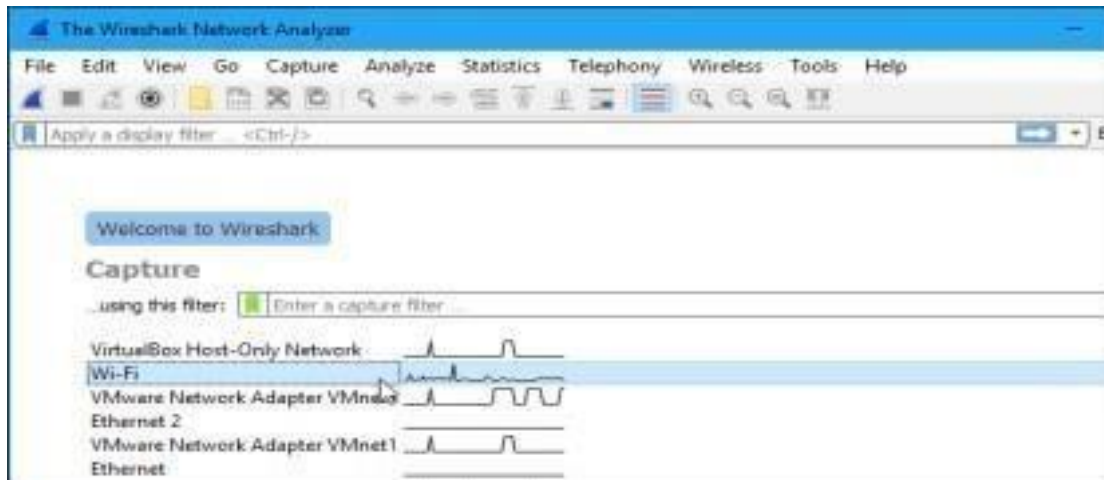 The Wireshark Network Analyzer
File Edit View Go Capture Analyze Statistics Telephony Wireless Tools Help
Apply a display filter ... <Ctrl-/>
Welcome to Wireshark
Capture
...using this filter: Enter a capture filter ...
VirtualBox Host-Only Network
Wi-Fi
VMware Network Adapter
Ethernet 2
VMware Network Adapter VMnet1
Ethernet